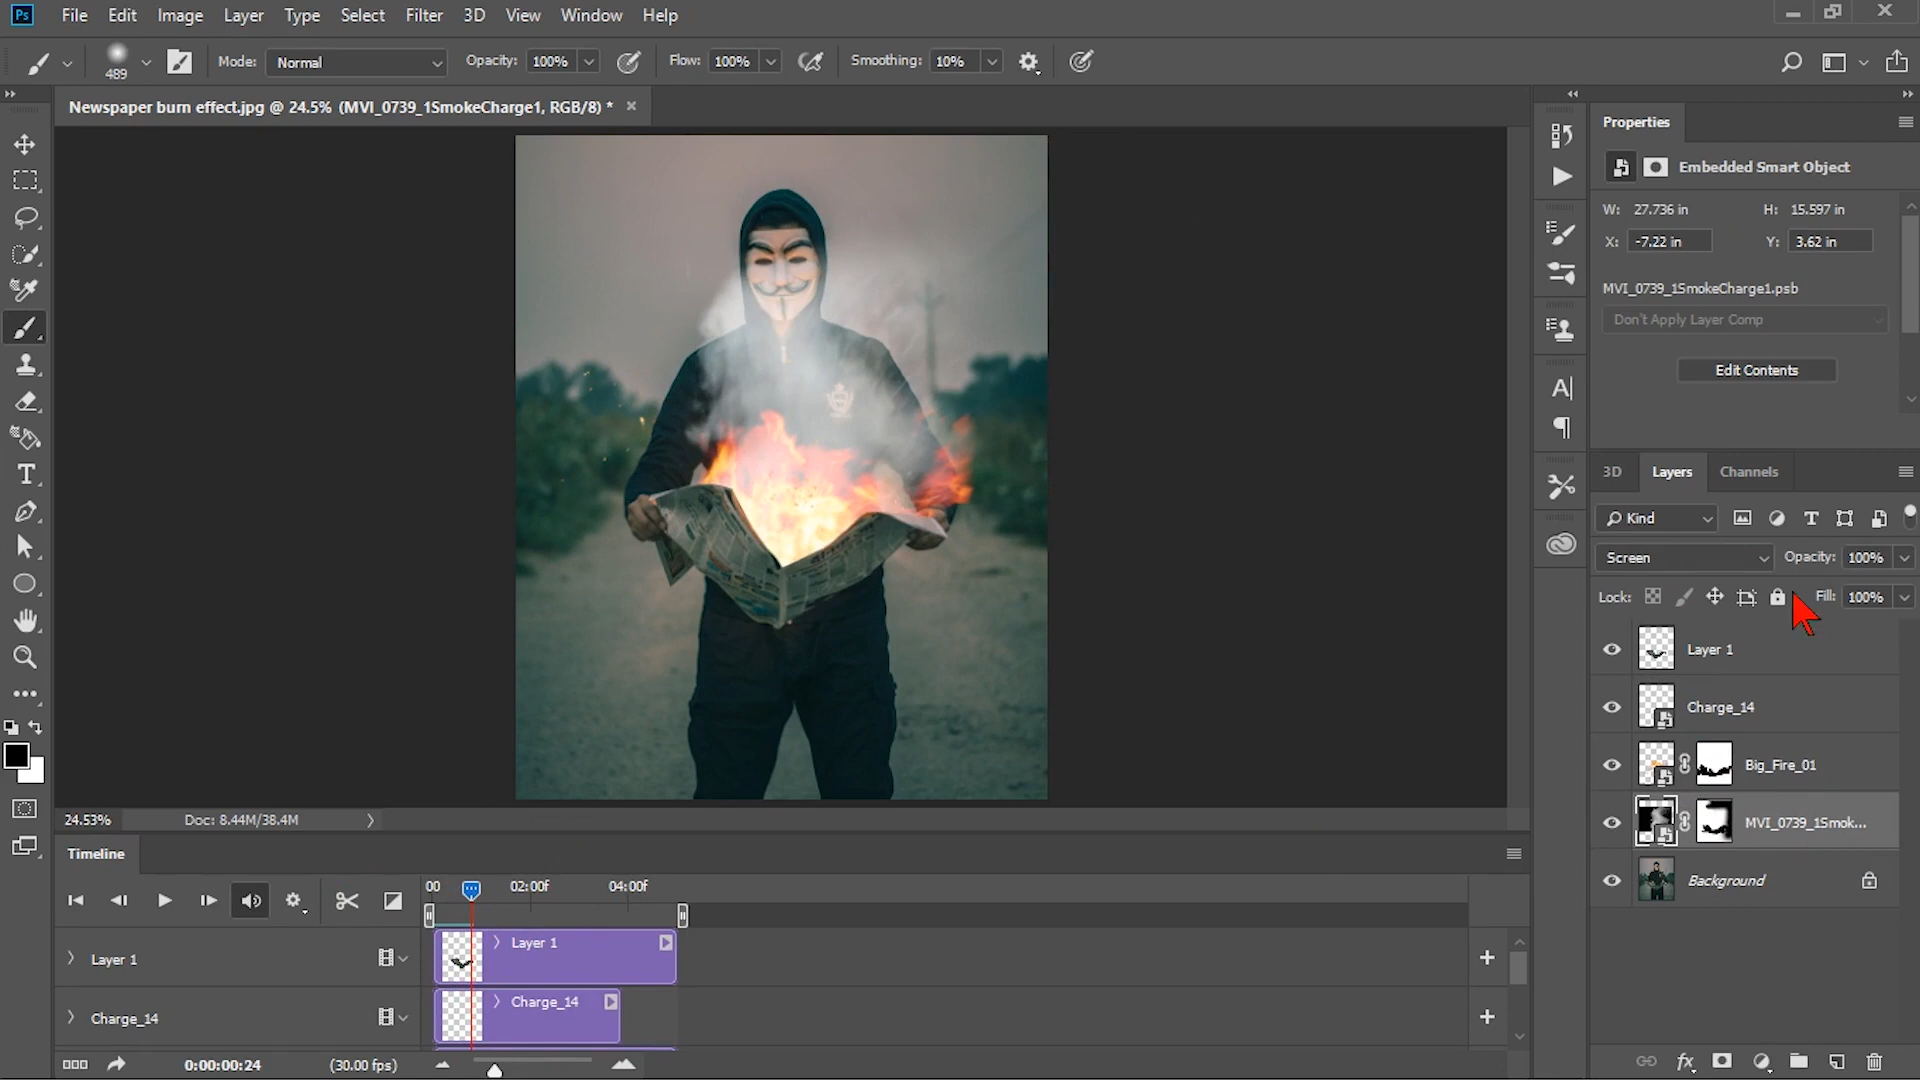 Ps File Edit Image Layer Type Select Filter 3D View Window Help
489 Mode: Normal Opacity: 100% Flow: 100% Smoothing: 10%
Newspaper burn effect.jpg @ 24.5% (MVI_0739_1SmokeCharge1, RGB/8) *
Properties
Embedded Smart Object
W: 27.736 in H: 15.597 in
X: -7.22 in Y: 3.62 in
MVI_0739_1SmokeCharge1.psb
Don't Apply Layer Comp
Edit Contents
3D Layers Channels
Kind
Screen Opacity: 100%
Lock: Fill: 100%
Layer 1
Charge_14
Big_Fire_01
MVI_0739_1Smok...
Background
24.53% Doc: 8.44M/38.4M
Timeline
00 02:00f 04:00f
Layer 1 Layer 1
Charge_14 Charge_14
0:00:00:24 (30.00 fps)